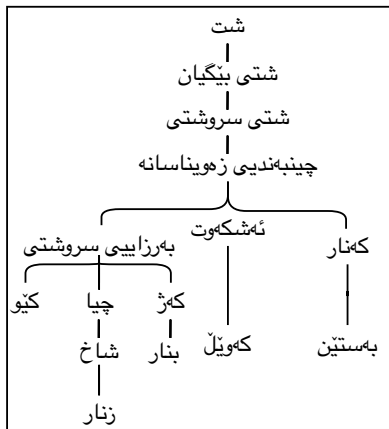 شت
شتی بێگیان
شتی سروشتی
چینبەندیی زەویناسانە
کەنار
ئەشکەوت
بەرزاییی سروشتی
کەژ
چیا
کێو
بنار
شاخ
زنار
کەوێڵ
بەستێن